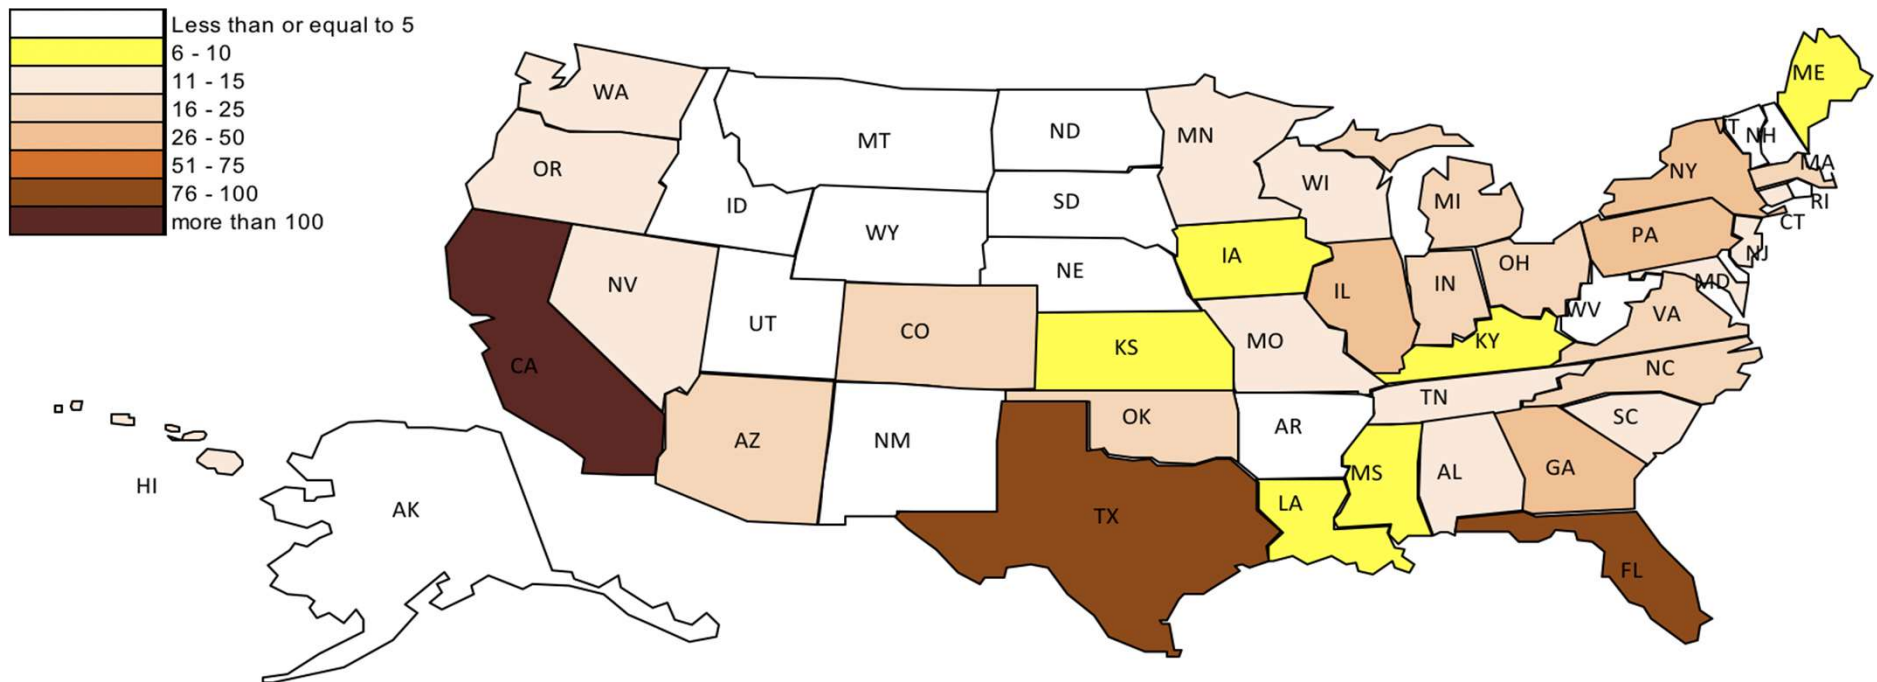 Less than or equal to 5
6 - 10
11 - 15
16 - 25
26 - 50
51 - 75
76 - 100
more than 100
WA
OR
CA
NV
ID
MT
WY
UT
CO
AZ
NM
ND
SD
NE
KS
OK
TX
MN
IA
MO
AR
LA
WI
IL
MI
IN
OH
KY
TN
MS
AL
GA
FL
SC
NC
VA
WV
MD
PA
NJ
NY
CT
RI
MA
VT
NH
ME
HI
AK